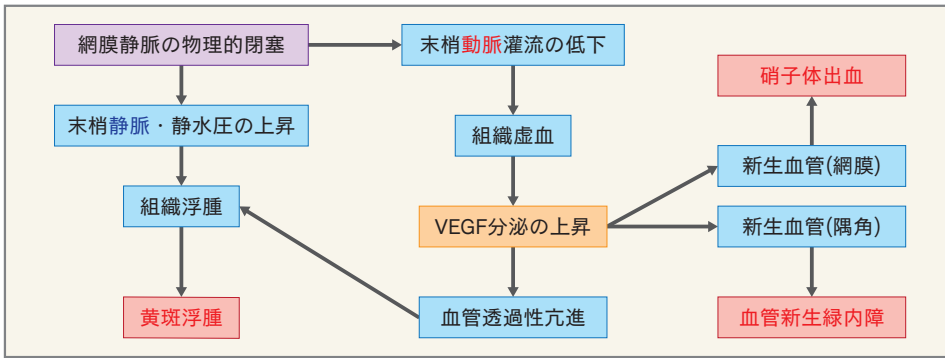 網膜静脈の物理的閉塞
末梢動脈灌流の低下
硝子体出血
末梢静脈・静水圧の上昇
組織虚血
新生血管(網膜)
組織浮腫
VEGF分泌の上昇
新生血管(隅角)
黄斑浮腫
血管透過性亢進
血管新生緑内障